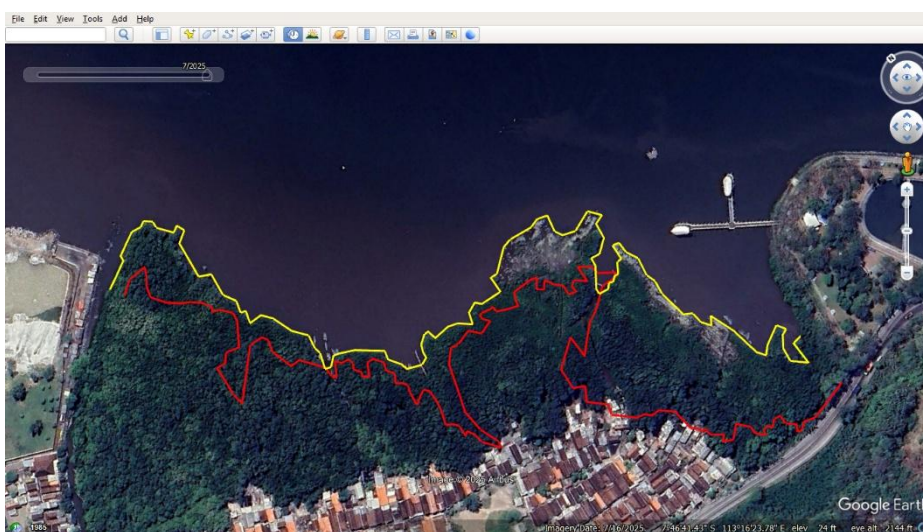 File Edit View Tools Add Help
7/2025
Image © 2025 Airbus
Google Earth
1985
Imagery Date: 7/16/2025 7°46'41.43" S 113°16'23.78" E elev 24 ft eye alt 2144 ft